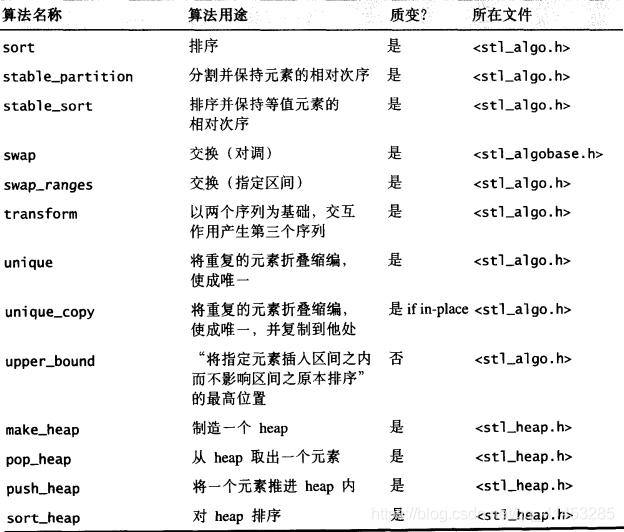 算法名称 算法用途 质变? 所在文件
sort 排序 是 <stl_algo.h>
stable_partition 分割并保持元素的相对次序 是 <stl_algo.h>
stable_sort 排序并保持等值元素的 是 <stl_algo.h>
相对次序
swap 交换（对调） 是 <stl_algobase.h>
swap_ranges 交换（指定区间） 是 <stl_algo.h>
transform 以两个序列为基础，交互 是 <stl_algo.h>
作用产生第三个序列
unique 将重复的元素折叠缩编， 是 <stl_algo.h>
使成唯一
unique_copy 将重复的元素折叠缩编， 是 if in-place <stl_algo.h>
使成唯一，并复制到他处
upper_bound “将指定元素插入区间之内 否 <stl_algo.h>
而不影响区间之原本排序”
的最高位置
make_heap 制造一个 heap 是 <stl_heap.h>
pop_heap 从 heap 取出一个元素 是 <stl_heap.h>
push_heap 将一个元素推进 heap 内 是 <stl_heap.h>
sort_heap 对 heap 排序 是 <stl_heap.h>